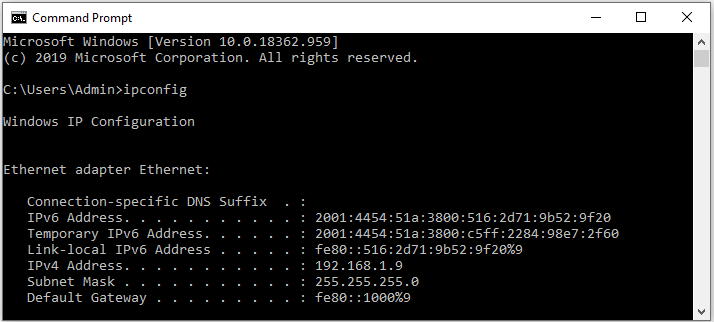 Command Prompt
Microsoft Windows [Version 10.0.18362.959]
(c) 2019 Microsoft Corporation. All rights reserved.
C:\Users\Admin>ipconfig
Windows IP Configuration
Ethernet adapter Ethernet:
Connection-specific DNS Suffix  . :
IPv6 Address. . . . . . . . . . . : 2001:4454:51a:3800:516:2d71:9b52:9f20
Temporary IPv6 Address. . . . . . : 2001:4454:51a:3800:c5ff:2284:98e7:2f60
Link-local IPv6 Address . . . . . : fe80::516:2d71:9b52:9f20%9
IPv4 Address. . . . . . . . . . . : 192.168.1.9
Subnet Mask . . . . . . . . . . . : 255.255.255.0
Default Gateway . . . . . . . . . : fe80::1000%9